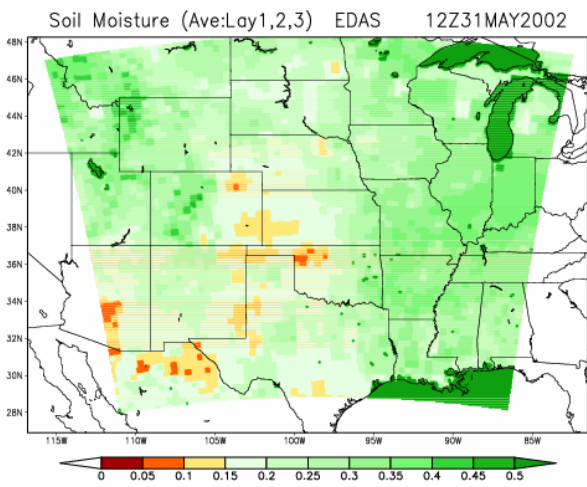 Soil Moisture (Ave:Lay1,2,3) EDAS 12Z31MAY2002
48N
46N
44N
42N
40N
38N
36N
34N
32N
30N
28N
115W 110W 105W 100W 95W 90W 85W
0 0.05 0.1 0.15 0.2 0.25 0.3 0.35 0.4 0.45 0.5